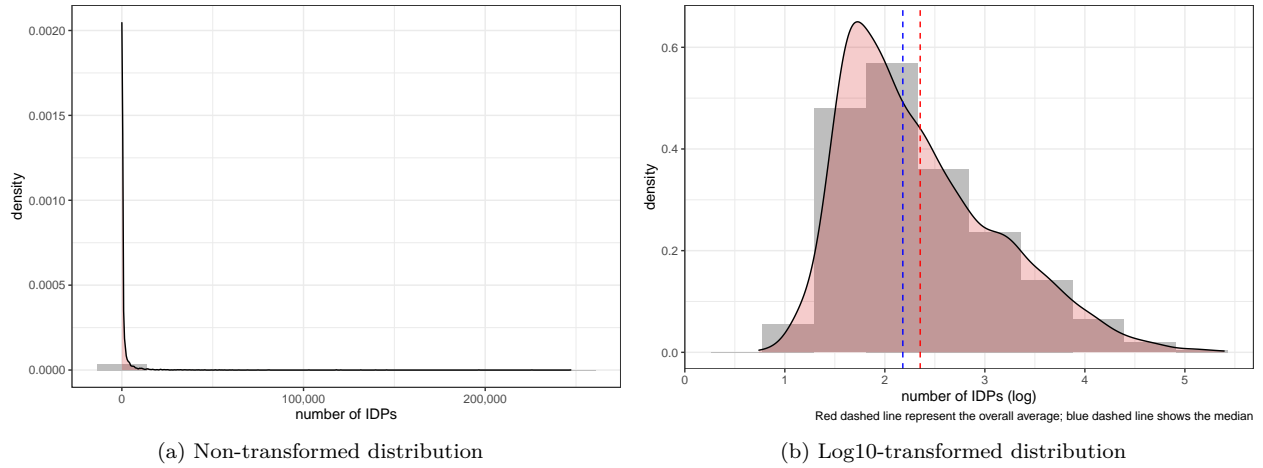 0.0020
0.0015
0.0010
0.0005
0.0000
density
0
100,000
200,000
number of IDPs
(a) Non-transformed distribution
0.6
0.4
0.2
0.0
density
0
1
2
3
4
5
number of IDPs (log)
Red dashed line represent the overall average; blue dashed line shows the median
(b) Log10-transformed distribution